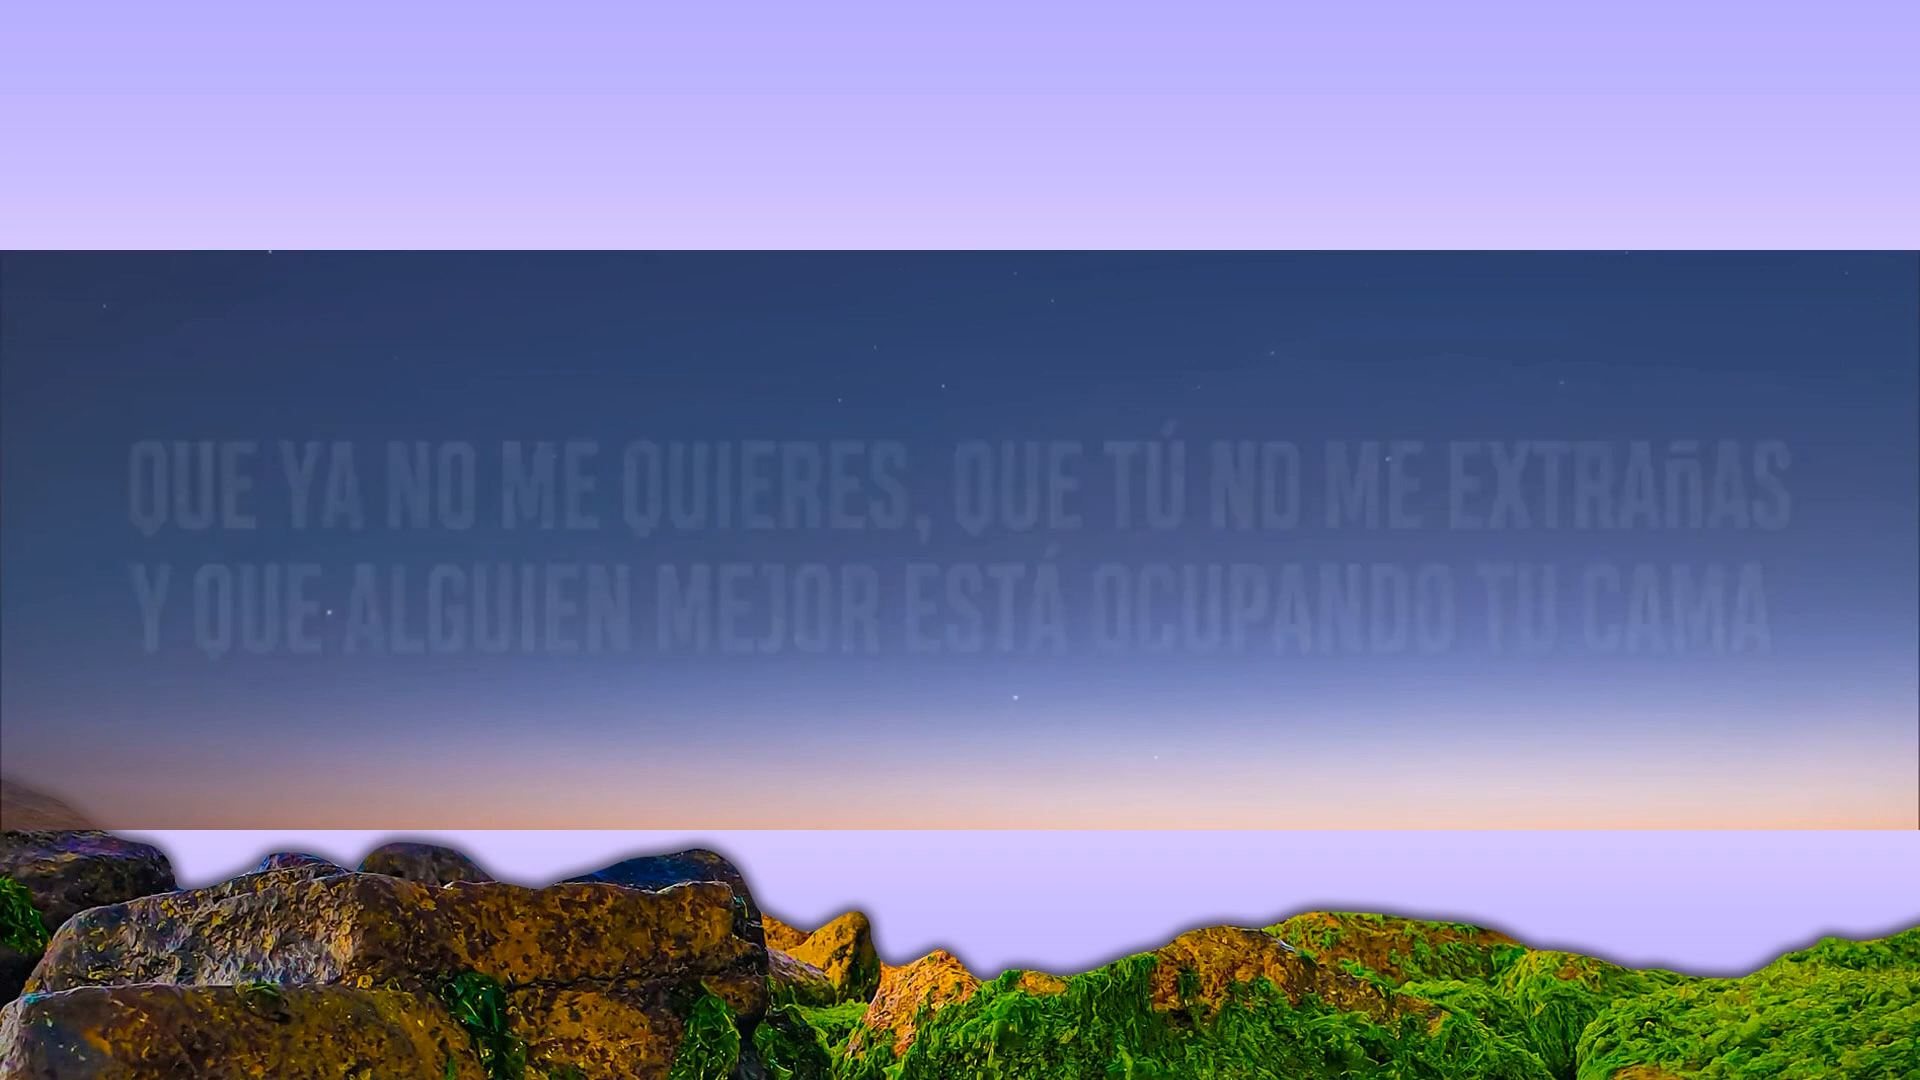 QUE YA NO ME QUIERES, QUE TÚ NO ME EXTRAñAS
Y QUE ALGUIEN MEJOR ESTÁ OCUPANDO TU CAMA